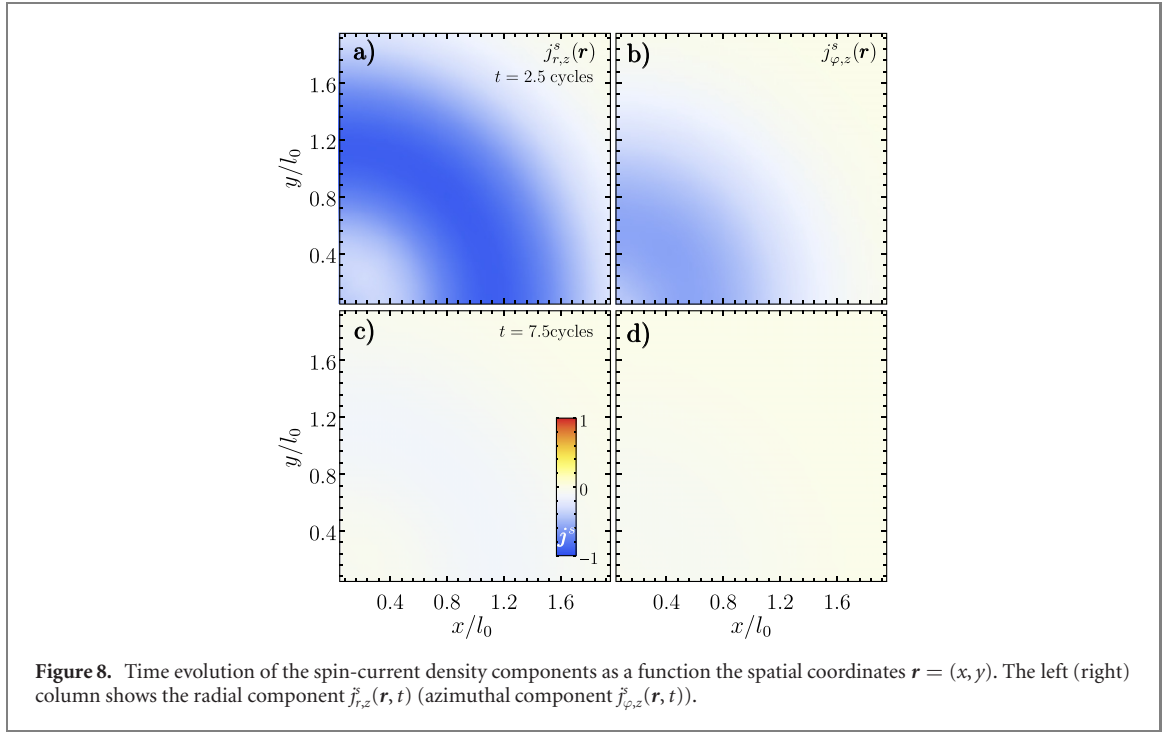 a)
j^s_{r,z}(r)
t = 2.5 cycles
b)
j^s_{φ,z}(r)
1.6
1.2
0.8
0.4
y/l_0
c)
t = 7.5cycles
d)
1.6
1.2
0.8
0.4
y/l_0
1
0
−1
j^s
0.4 0.8 1.2 1.6
x/l_0
0.4 0.8 1.2 1.6
x/l_0
Figure 8. Time evolution of the spin-current density components as a function the spatial coordinates r = (x, y). The left (right)
column shows the radial component j^s_{r,z}(r, t) (azimuthal component j^s_{φ,z}(r, t)).